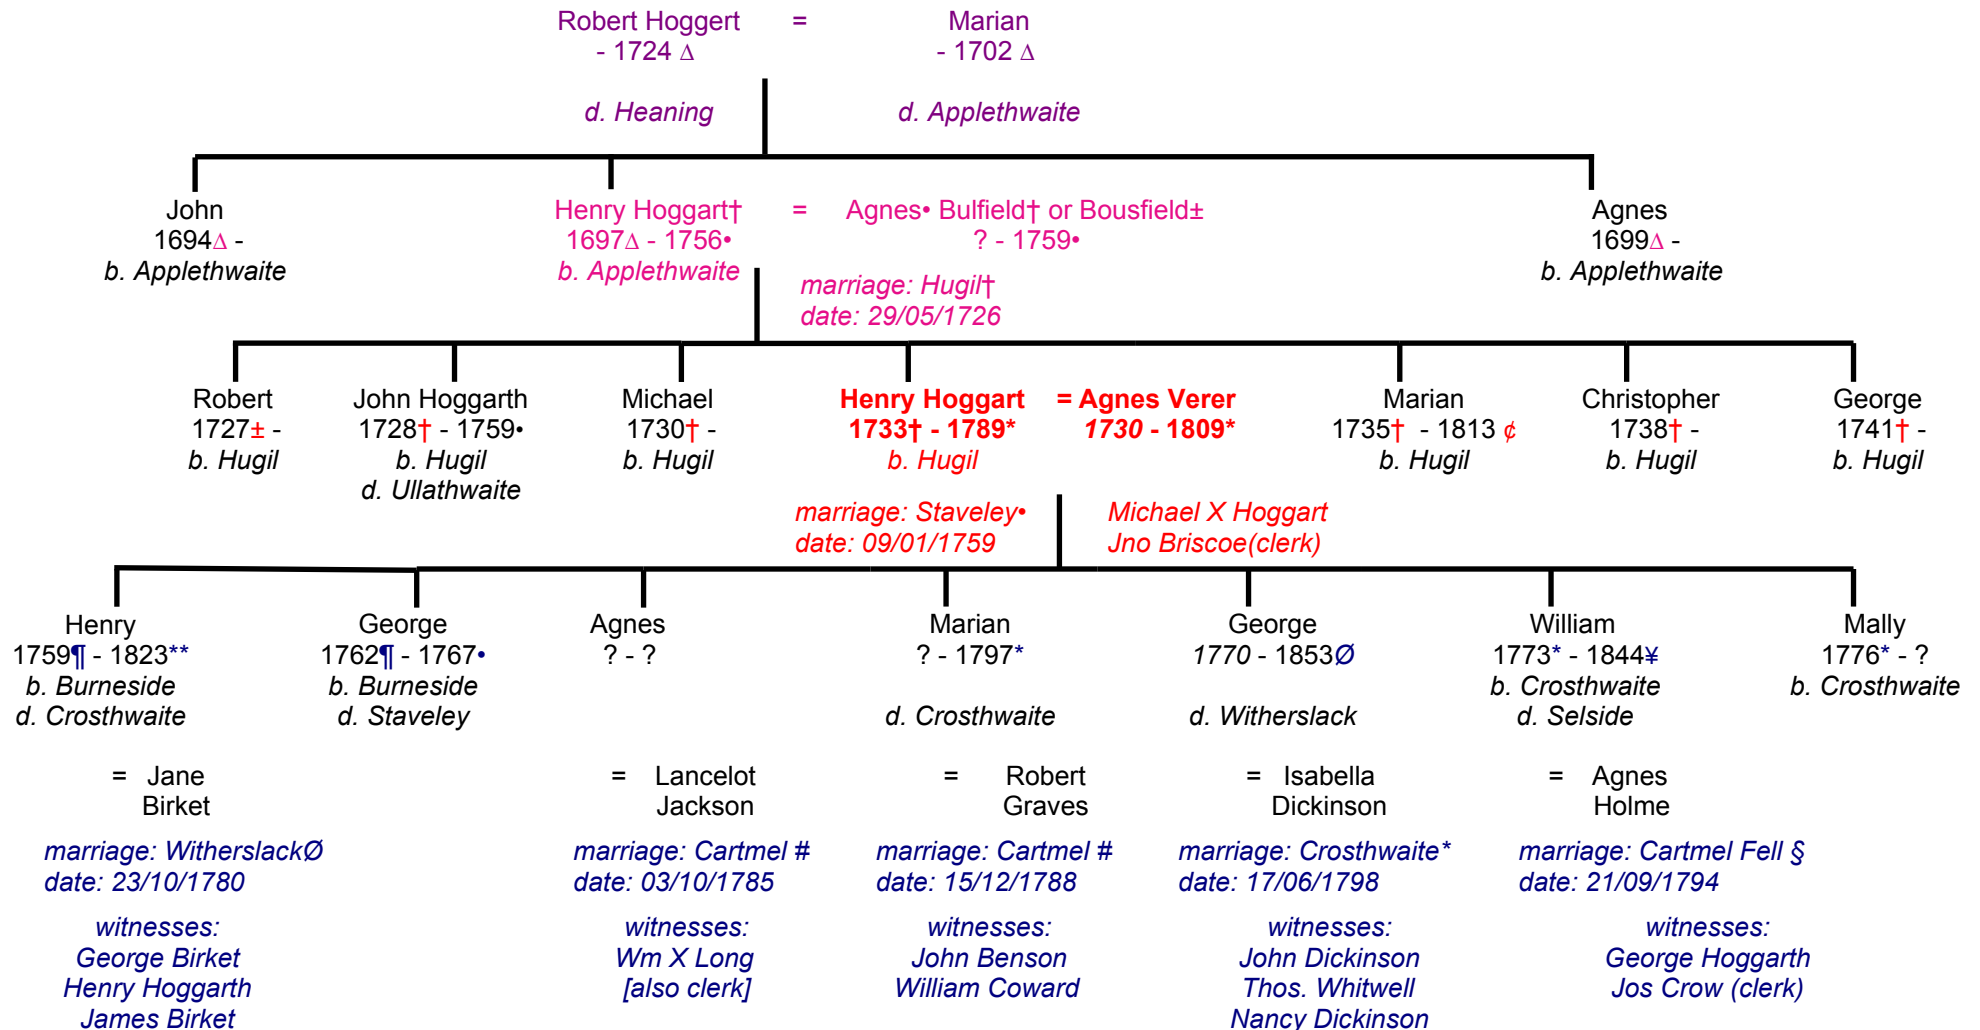 Robert Hoggert = Marian
- 1724 Δ - 1702 Δ
d. Heaning d. Applethwaite
John Henry Hoggart† = Agnes• Bulfield† or Bousfield± Agnes
1694Δ - 1697Δ - 1756• ? - 1759• 1699Δ -
b. Applethwaite b. Applethwaite b. Applethwaite
marriage: Hugil†
date: 29/05/1726
Robert John Hoggarth Michael Henry Hoggart = Agnes Verer Marian Christopher George
1727± - 1728† - 1759• 1730† - 1733† - 1789* 1730 - 1809* 1735† - 1813 ¢ 1738† - 1741† -
b. Hugil b. Hugil b. Hugil b. Hugil b. Hugil b. Hugil b. Hugil
d. Ullathwaite
marriage: Staveley• Michael X Hoggart
date: 09/01/1759 Jno Briscoe(clerk)
Henry George Agnes Marian George William Mally
1759¶ - 1823** 1762¶ - 1767• ? - ? ? - 1797* 1770 - 1853Ø 1773* - 1844¥ 1776* - ?
b. Burneside b. Burneside b. Crosthwaite b. Crosthwaite
d. Crosthwaite d. Staveley d. Crosthwaite d. Witherslack d. Selside
= Jane = Lancelot = Robert = Isabella = Agnes
Birket Jackson Graves Dickinson Holme
marriage: WitherslackØ marriage: Cartmel # marriage: Cartmel # marriage: Crosthwaite* marriage: Cartmel Fell §
date: 23/10/1780 date: 03/10/1785 date: 15/12/1788 date: 17/06/1798 date: 21/09/1794
witnesses: witnesses: witnesses: witnesses: witnesses:
George Birket Wm X Long John Benson John Dickinson George Hoggarth
Henry Hoggarth [also clerk] William Coward Thos. Whitwell Jos Crow (clerk)
James Birket Nancy Dickinson